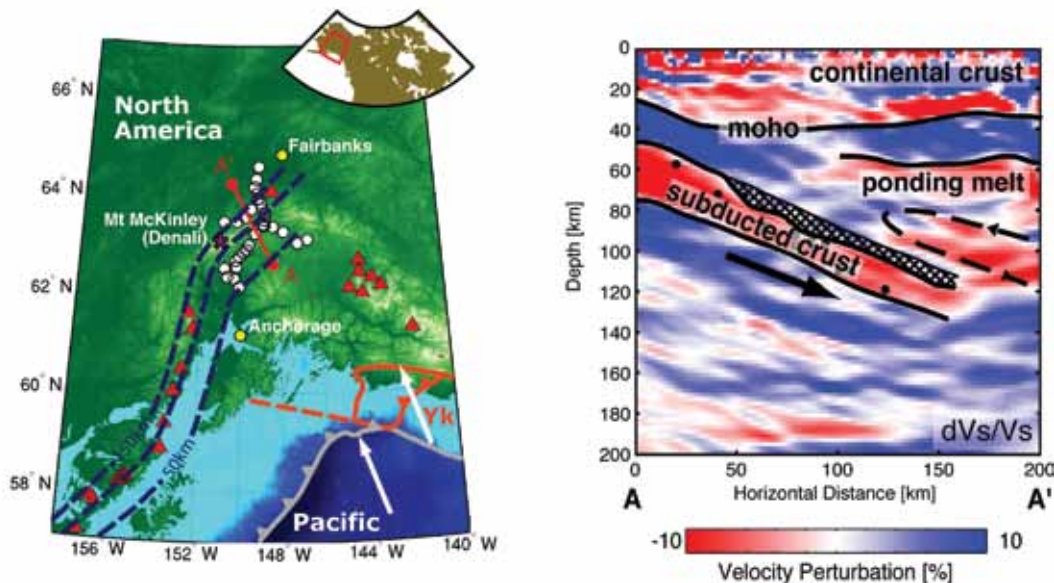 66° N
64° N
62° N
60° N
58° N
North
America
Fairbanks
A'
Mt McKinley
(Denali)
A
Anchorage
50km
Yk
Pacific
156 W
152 W
148 W
144 W
140 W
0
20
40
60
80
100
120
140
160
180
200
Depth [km]
continental crust
moho
ponding melt
subducted crust
dVs/Vs
0
50
100
150
200
A
Horizontal Distance [km]
A'
-10
10
Velocity Perturbation [%]